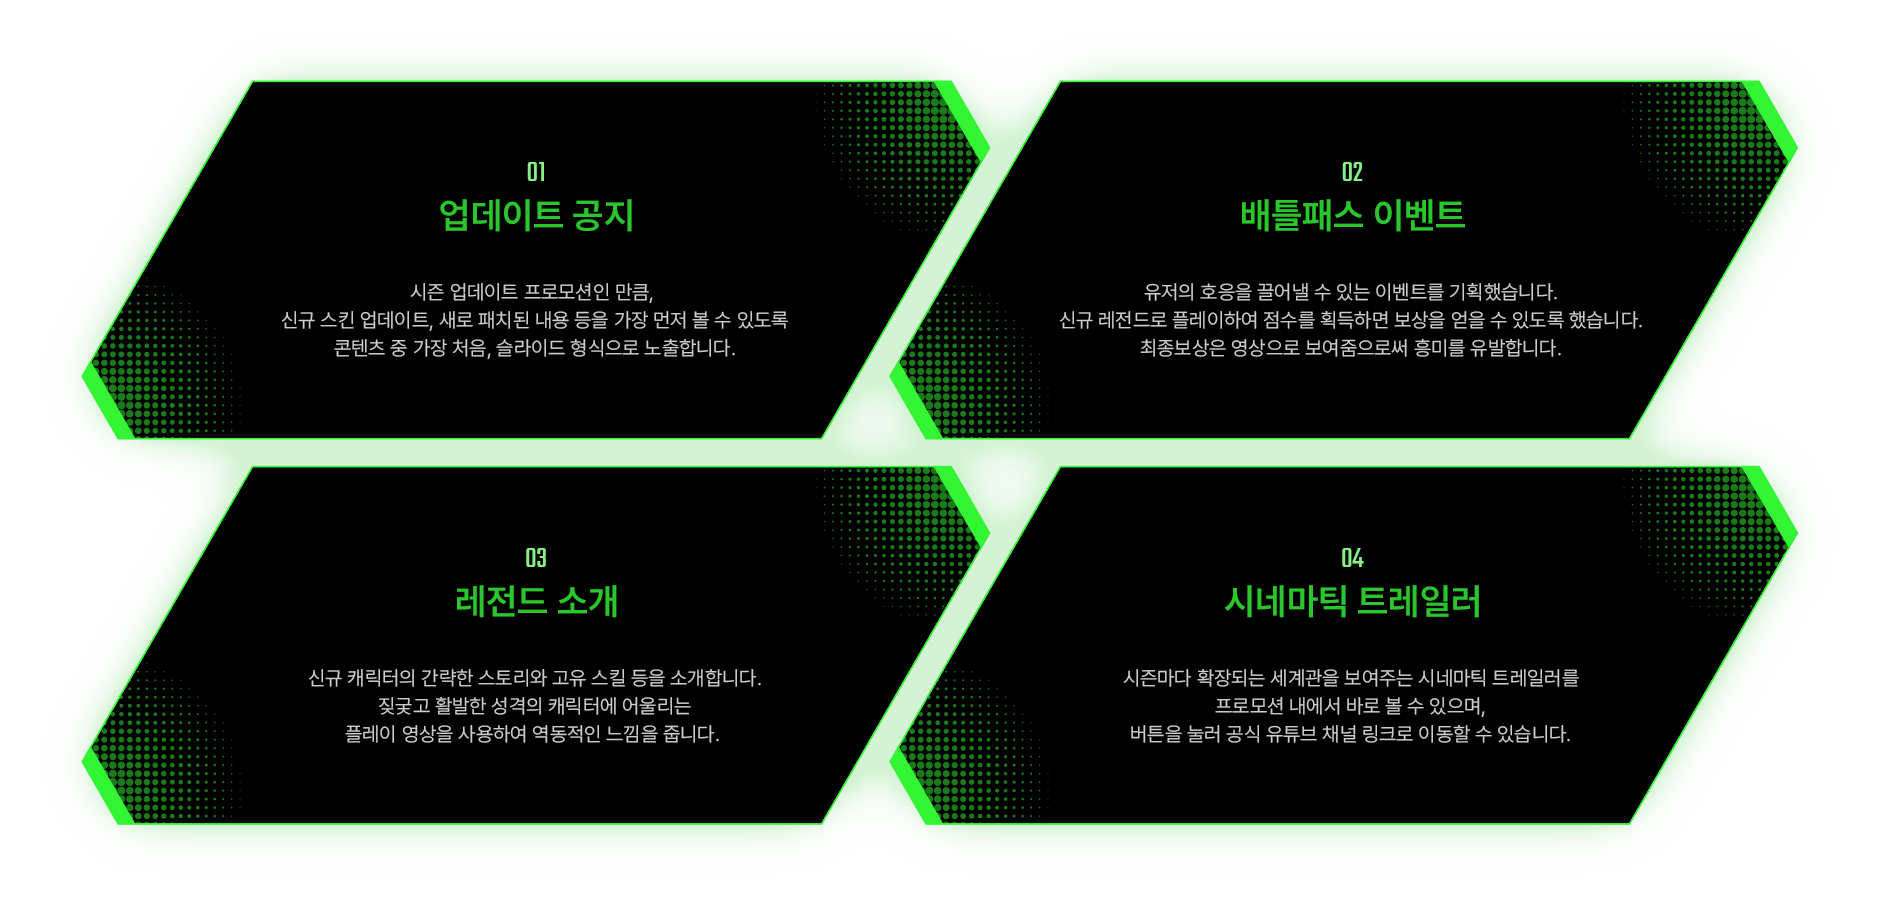 01
업데이트 공지
시즌 업데이트 프로모션인 만큼,
신규 스킨 업데이트, 새로 패치된 내용 등을 가장 먼저 볼 수 있도록
콘텐츠 중 가장 처음, 슬라이드 형식으로 노출합니다.
02
배틀패스 이벤트
유저의 호응을 끌어낼 수 있는 이벤트를 기획했습니다.
신규 레전드로 플레이하여 점수를 획득하면 보상을 얻을 수 있도록 했습니다.
최종보상은 영상으로 보여줌으로써 흥미를 유발합니다.
03
레전드 소개
신규 캐릭터의 간략한 스토리와 고유 스킬 등을 소개합니다.
짖궂고 활발한 성격의 캐릭터에 어울리는
플레이 영상을 사용하여 역동적인 느낌을 줍니다.
04
시네마틱 트레일러
시즌마다 확장되는 세계관을 보여주는 시네마틱 트레일러를
프로모션 내에서 바로 볼 수 있으며,
버튼을 눌러 공식 유튜브 채널 링크로 이동할 수 있습니다.